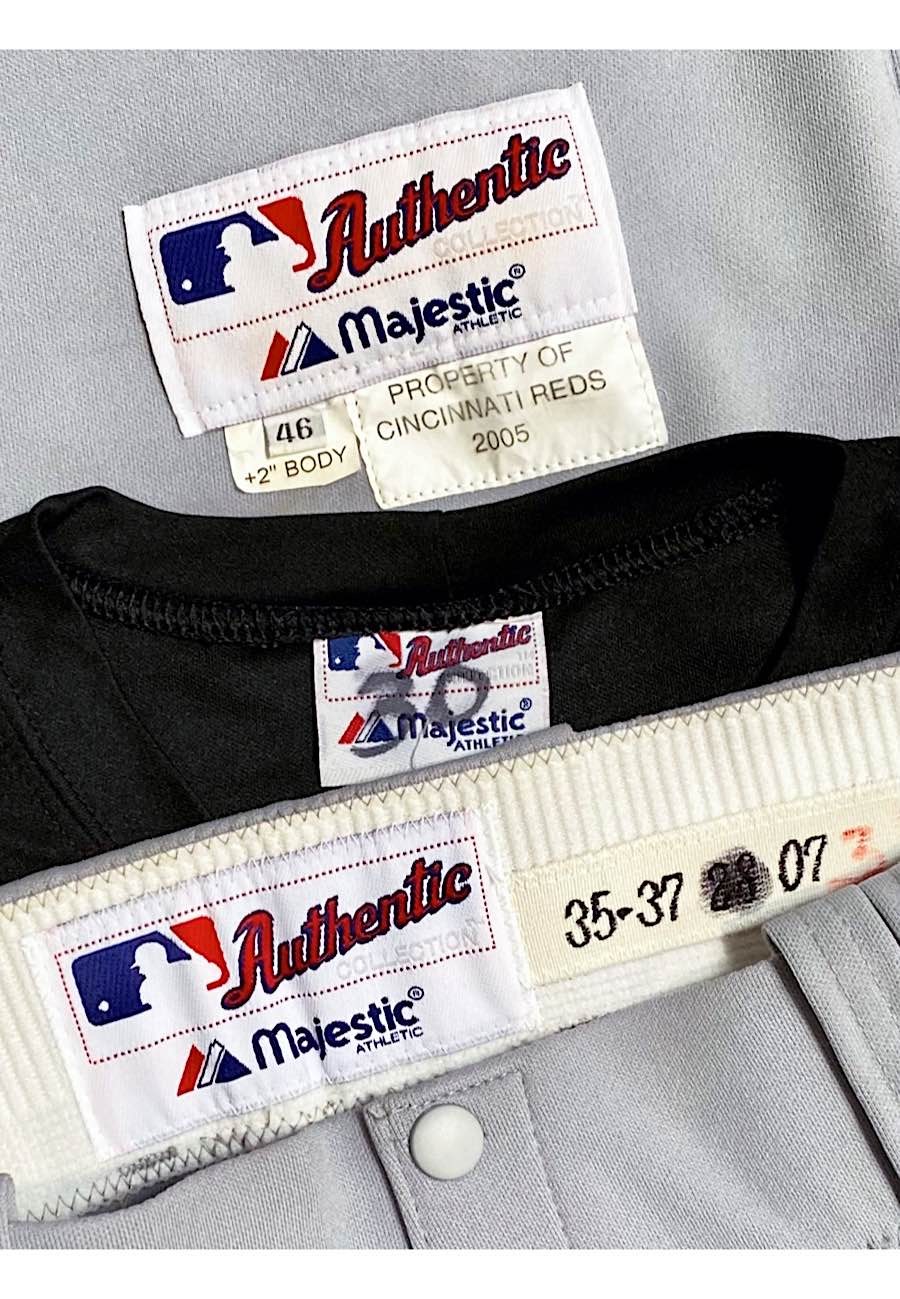 Authentic
COLLECTION
Majestic®
ATHLETIC
46
+2" BODY
PROPERTY OF
CINCINNATI REDS
2005
Authentic
30
Majestic®
ATHLETIC
Authentic
COLLECTION
Majestic®
ATHLETIC
35-37
07